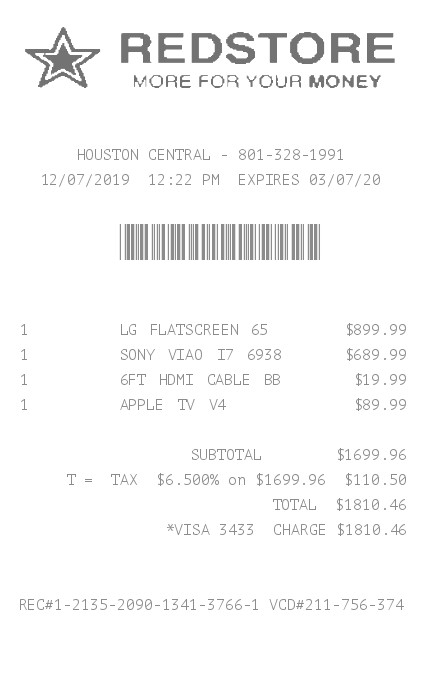 REDSTORE
MORE FOR YOUR MONEY
HOUSTON CENTRAL - 801-328-1991
12/07/2019 12:22 PM EXPIRES 03/07/20
1 LG FLATSCREEN 65 $899.99
1 SONY VIAO I7 6938 $689.99
1 6FT HDMI CABLE BB $19.99
1 APPLE TV V4 $89.99
SUBTOTAL $1699.96
T = TAX $6.500% on $1699.96 $110.50
TOTAL $1810.46
*VISA 3433 CHARGE $1810.46
REC#1-2135-2090-1341-3766-1 VCD#211-756-374